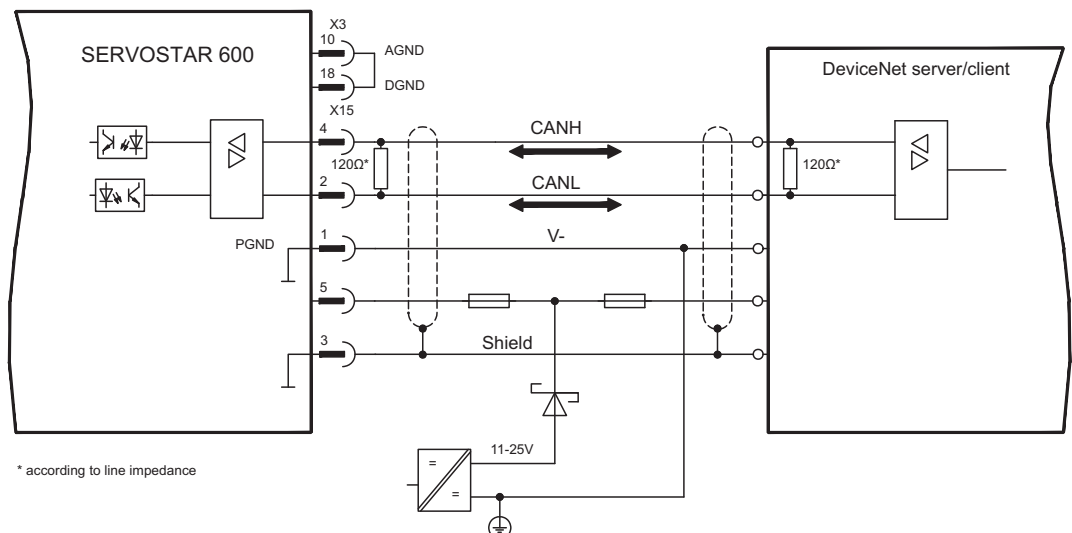 SERVOSTAR 600
X3
10
AGND
18
DGND
X15
4
2
PGND
1
5
3
120Ω*
CANH
CANL
V-
Shield
DeviceNet server/client
120Ω*
11-25V
=
=
* according to line impedance